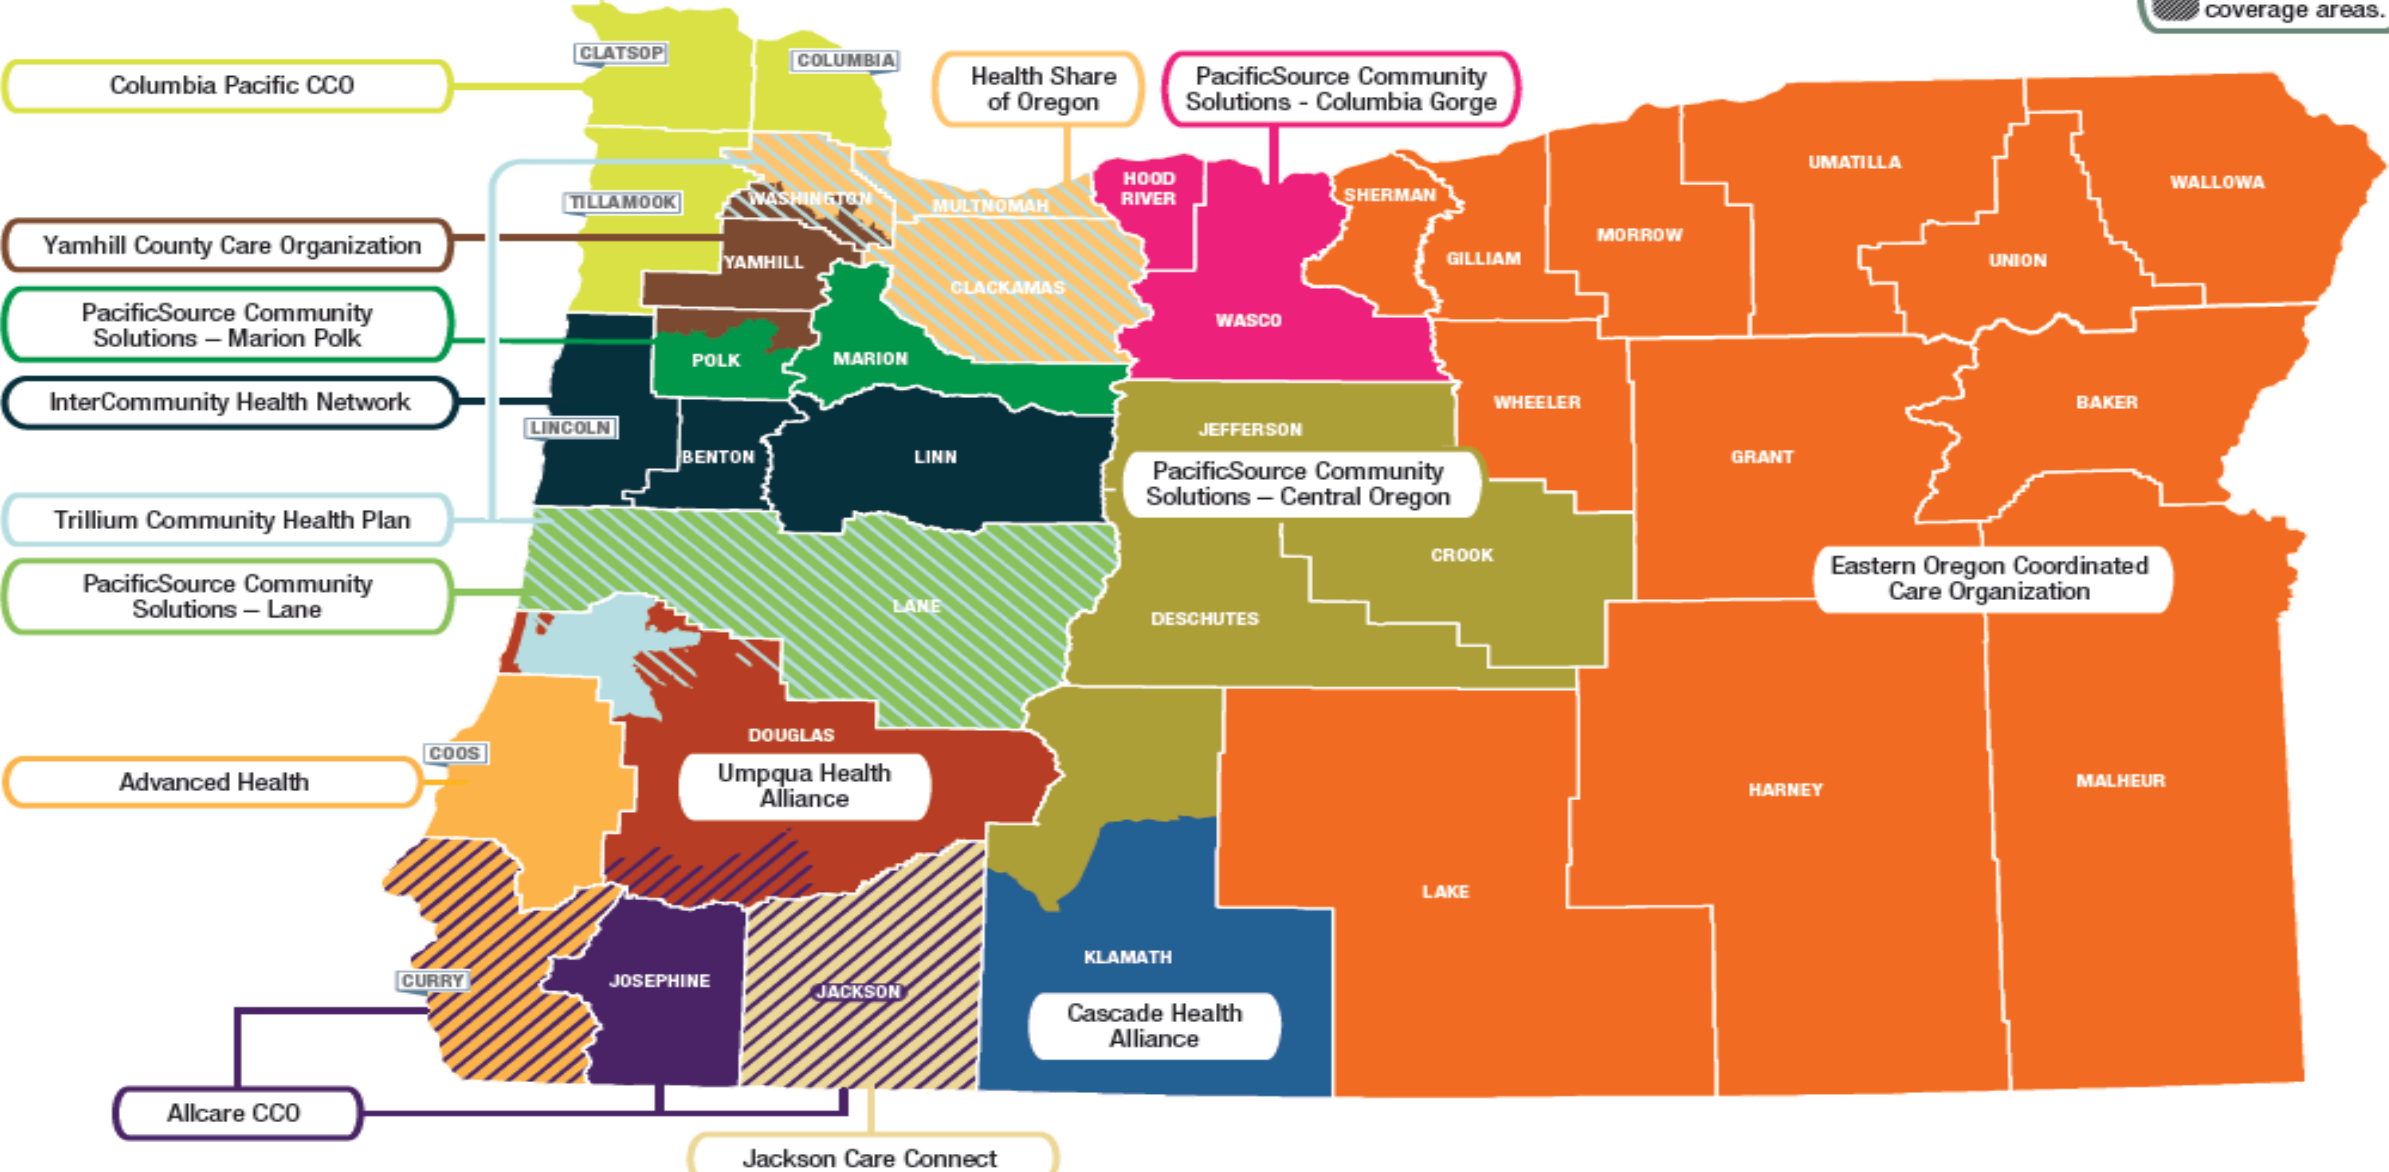 coverage areas.
CLATSOP
COLUMBIA
Columbia Pacific CCO
Health Share
of Oregon
PacificSource Community
Solutions - Columbia Gorge
UMATILLA
WALLOWA
HOOD
RIVER
SHERMAN
TILLAMOOK
WASHINGTON
MULTNOMAH
MORROW
Yamhill County Care Organization
YAMHILL
GILLIAM
UNION
CLACKAMAS
PacificSource Community
Solutions – Marion Polk
WASCO
POLK
MARION
InterCommunity Health Network
WHEELER
BAKER
LINCOLN
JEFFERSON
BENTON
LINN
GRANT
PacificSource Community
Solutions – Central Oregon
Trillium Community Health Plan
CROOK
Eastern Oregon Coordinated
Care Organization
PacificSource Community
Solutions – Lane
LANE
DESCHUTES
DOUGLAS
COOS
Umpqua Health
Alliance
Advanced Health
HARNEY
MALHEUR
LAKE
KLAMATH
CURRY
JOSEPHINE
JACKSON
Cascade Health
Alliance
Allcare CCO
Jackson Care Connect